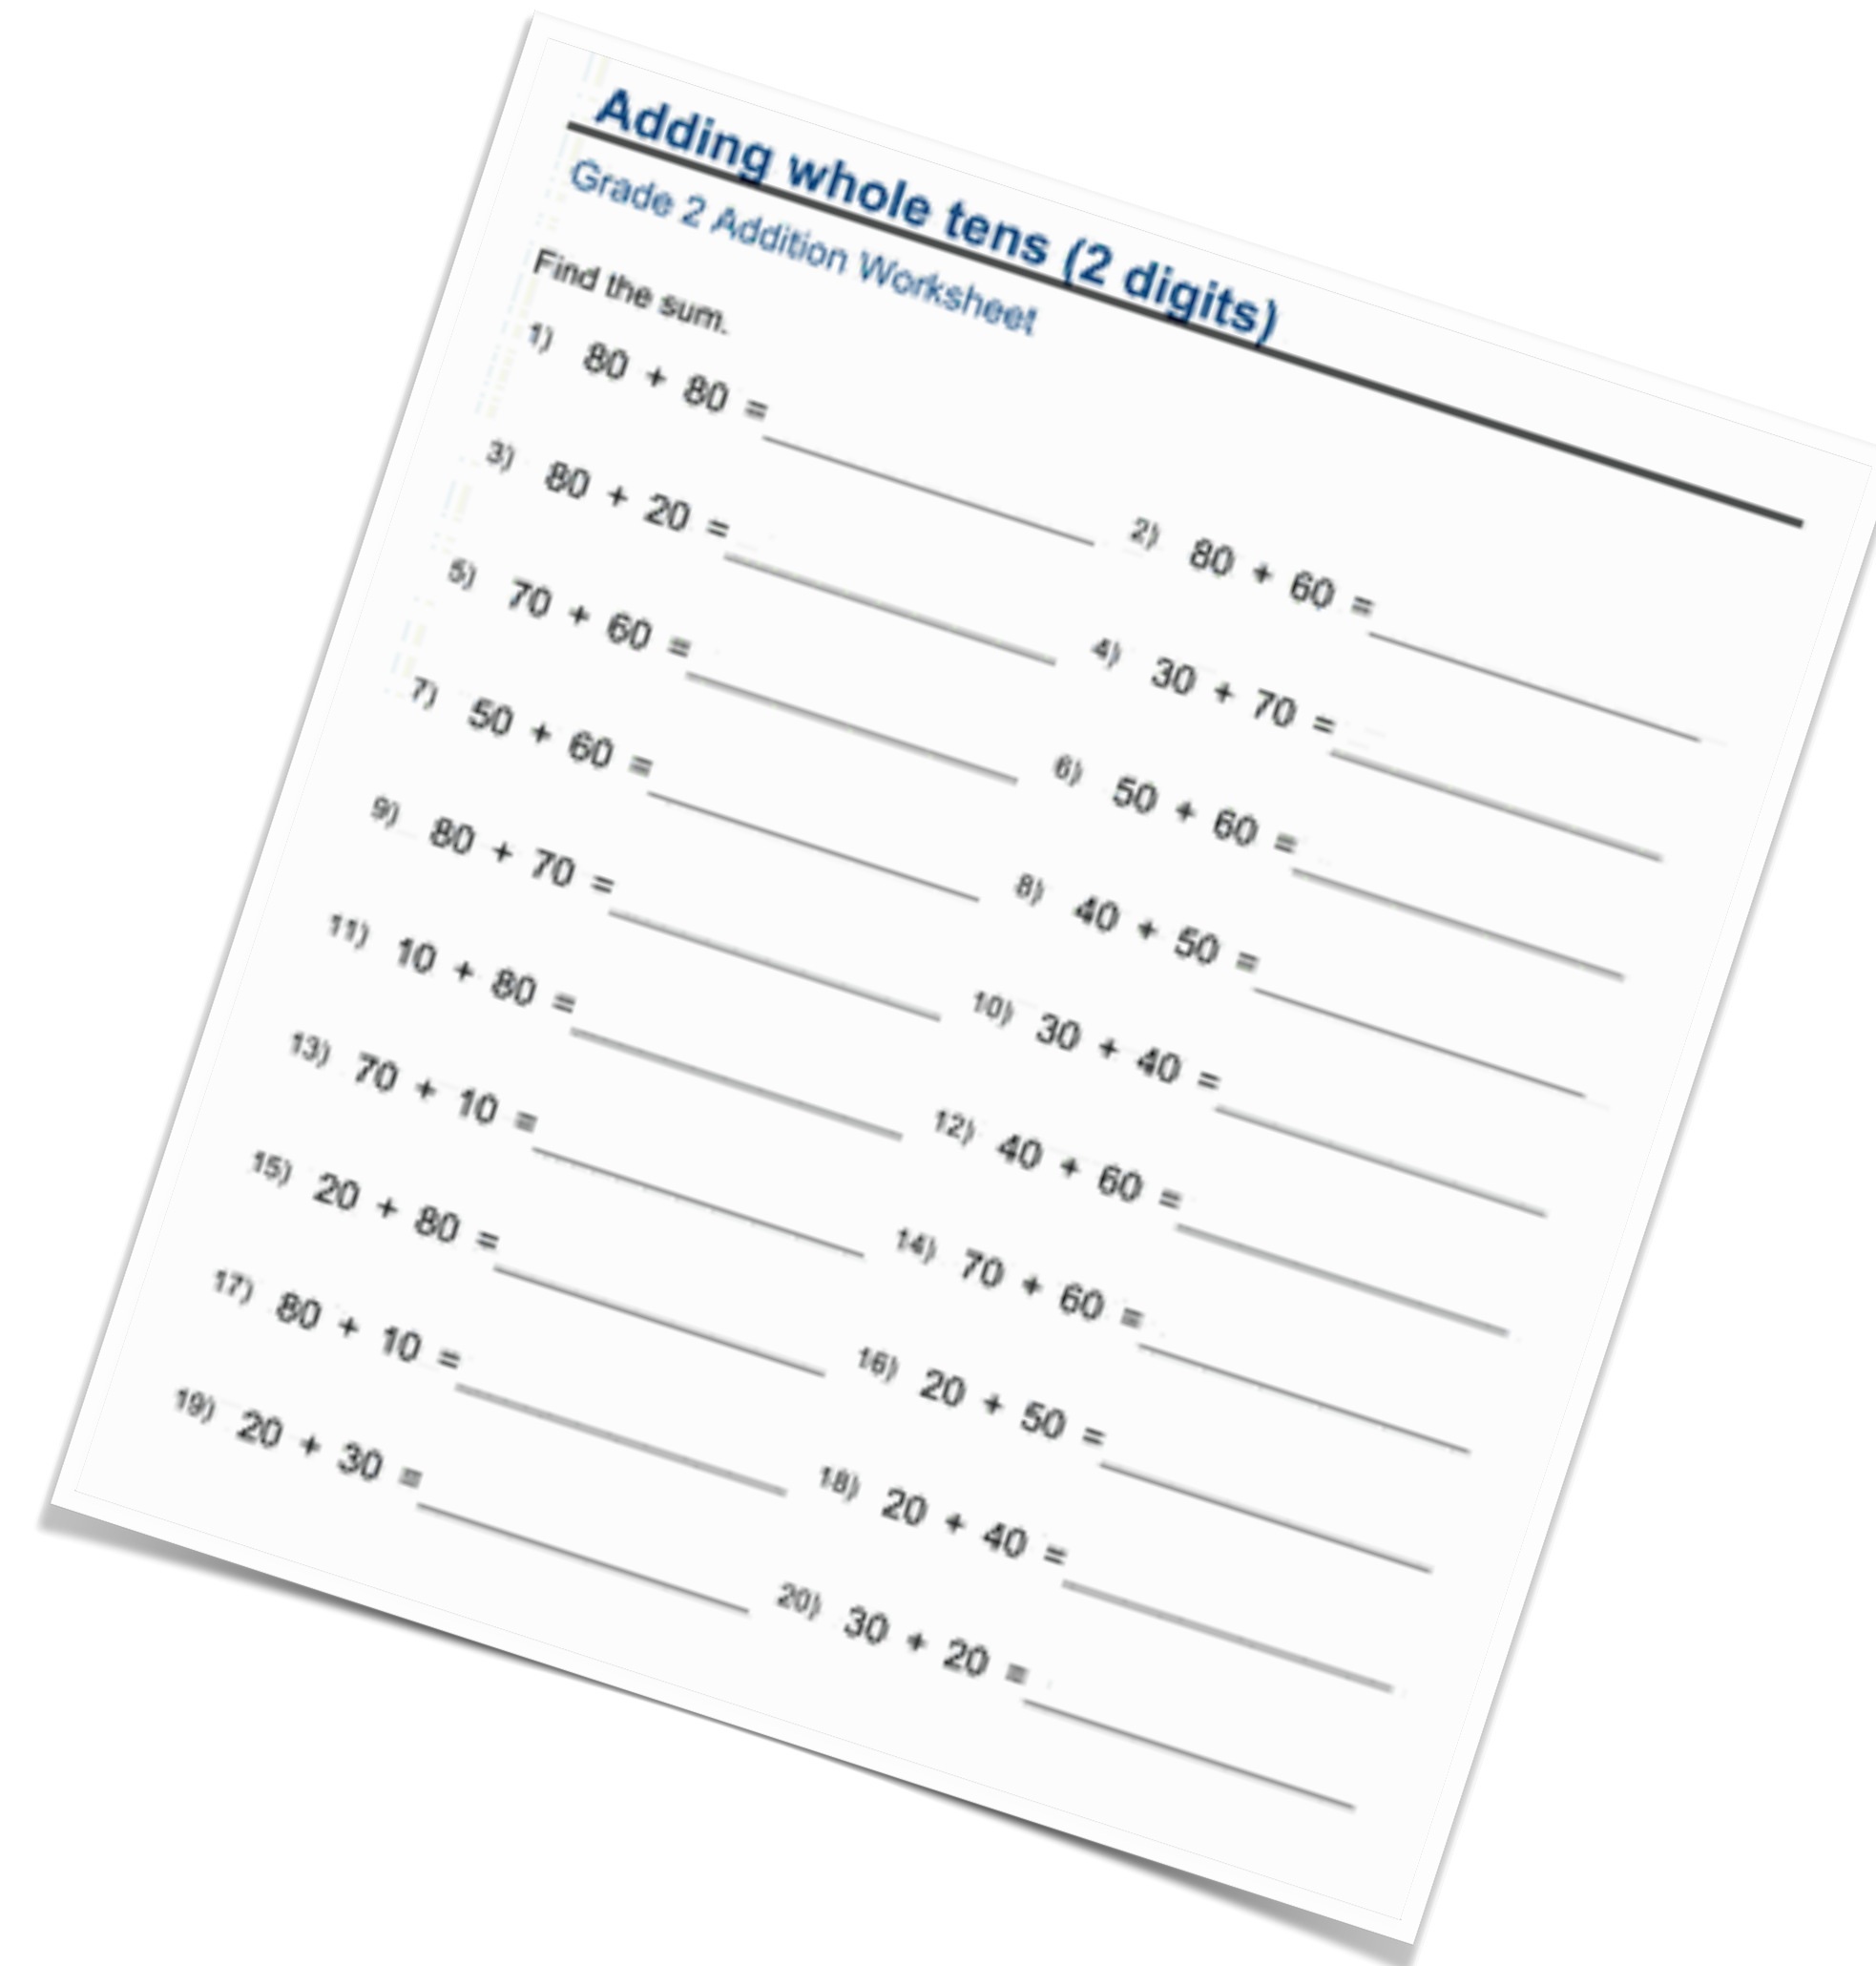 Adding whole tens (2 digits)
Grade 2 Addition Worksheet
Find the sum.
1) 80 + 80 =
2) 80 + 60 =
3) 80 + 20 =
4) 30 + 70 =
5) 70 + 60 =
6) 50 + 60 =
7) 50 + 60 =
8) 40 + 50 =
9) 80 + 70 =
10) 30 + 40 =
11) 10 + 80 =
12) 40 + 60 =
13) 70 + 10 =
14) 70 + 60 =
15) 20 + 80 =
16) 20 + 50 =
17) 80 + 10 =
18) 20 + 40 =
19) 20 + 30 =
20) 30 + 20 =